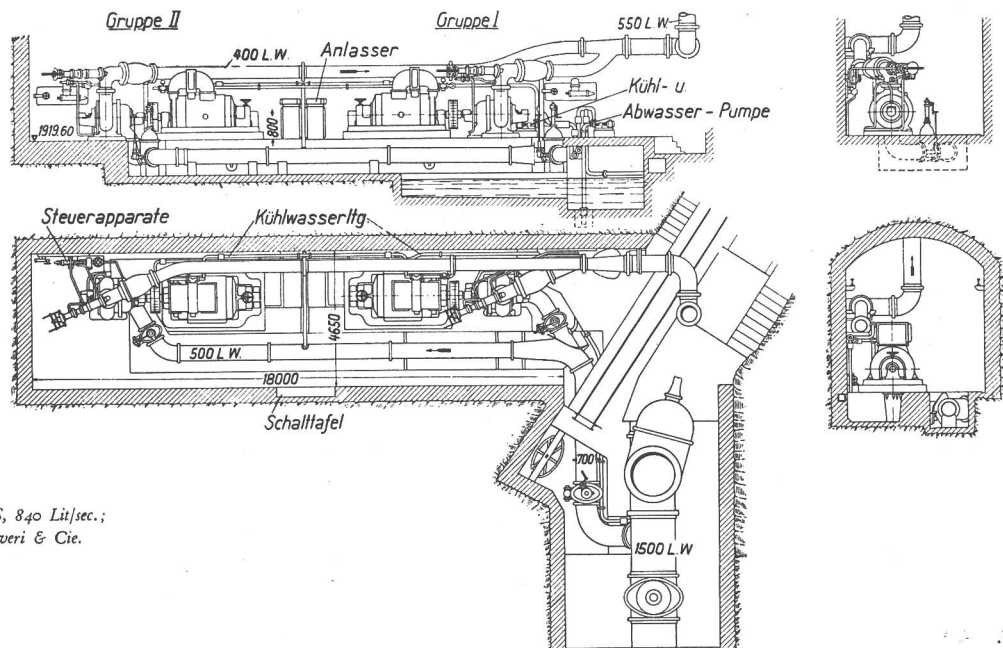 Gruppe II
Gruppe I
550 L.W.
400 L.W.
Anlasser
Kühl- u.
Abwasser-Pumpe
800
1919.60
Steuerapparate
Kühlwasserltg.
500 L.W.
4650
18000
Schalttafel
700
1500 L.W
840 Lit/sec.;
& Cie.